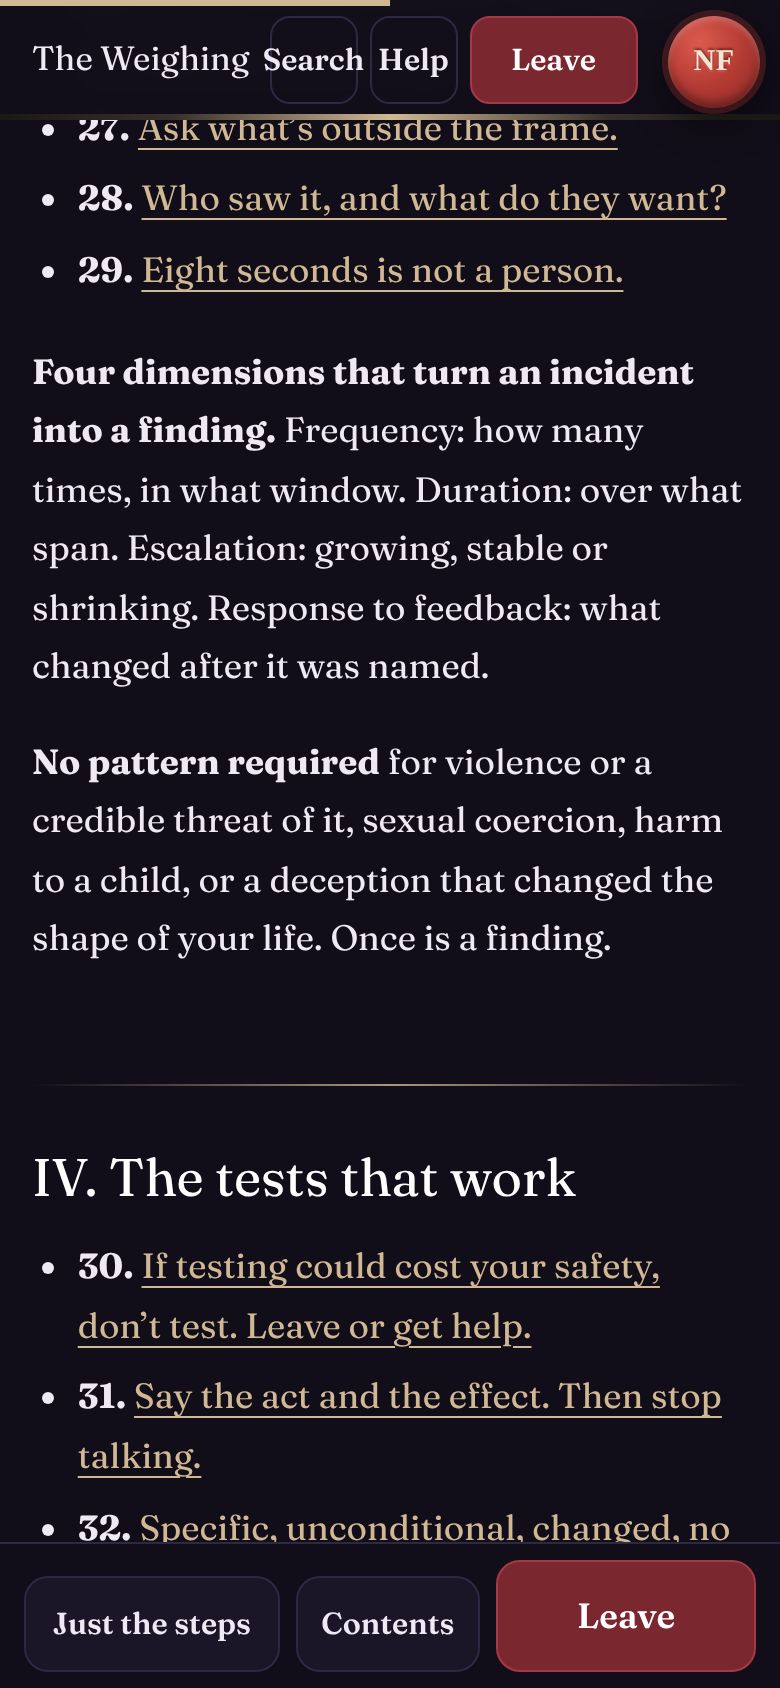 The Weighing Search Help Leave NF
27. Ask what’s outside the frame.
28. Who saw it, and what do they want?
29. Eight seconds is not a person.
Four dimensions that turn an incident
into a finding. Frequency: how many
times, in what window. Duration: over what
span. Escalation: growing, stable or
shrinking. Response to feedback: what
changed after it was named.
No pattern required for violence or a
credible threat of it, sexual coercion, harm
to a child, or a deception that changed the
shape of your life. Once is a finding.
IV. The tests that work
30. If testing could cost your safety,
don’t test. Leave or get help.
31. Say the act and the effect. Then stop
talking.
32. Specific, unconditional, changed, no
Just the steps Contents Leave